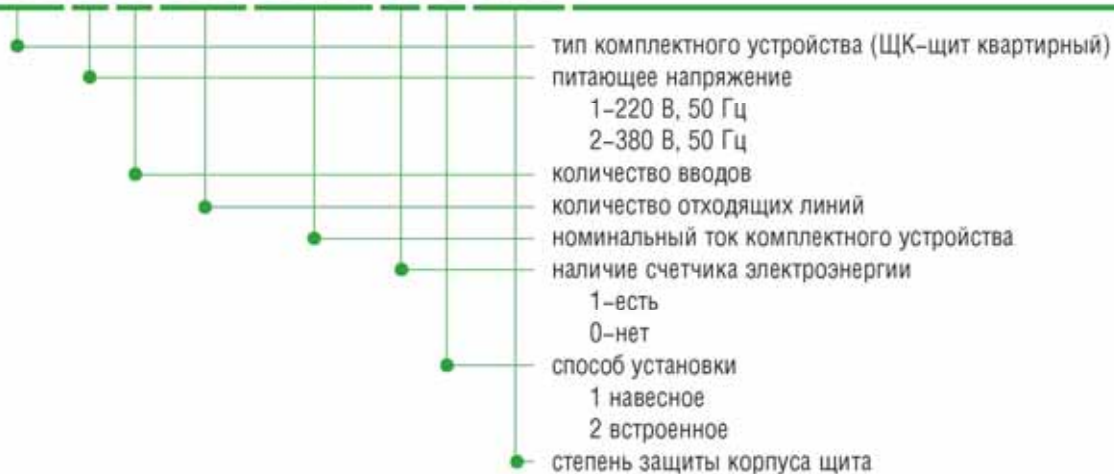 тип комплектного устройства (ЩК–щит квартирный)
питающее напряжение
1–220 В, 50 Гц
2–380 В, 50 Гц
количество вводов
количество отходящих линий
номинальный ток комплектного устройства
наличие счетчика электроэнергии
1–есть
0–нет
способ установки
1 навесное
2 встроенное
степень защиты корпуса щита